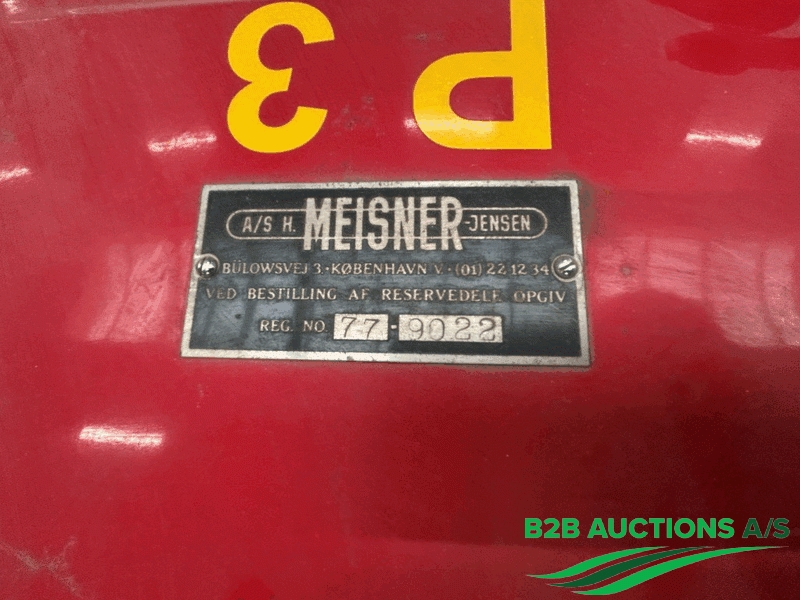 P 3
A/S H. MEISNER-JENSEN
BÜLOWSVEJ 3 · KØBENHAVN V. · (01) 22 12 34
VED BESTILLING AF RESERVEDELE OPGIV
REG. NO. 77-9022
B2B AUCTIONS A/S